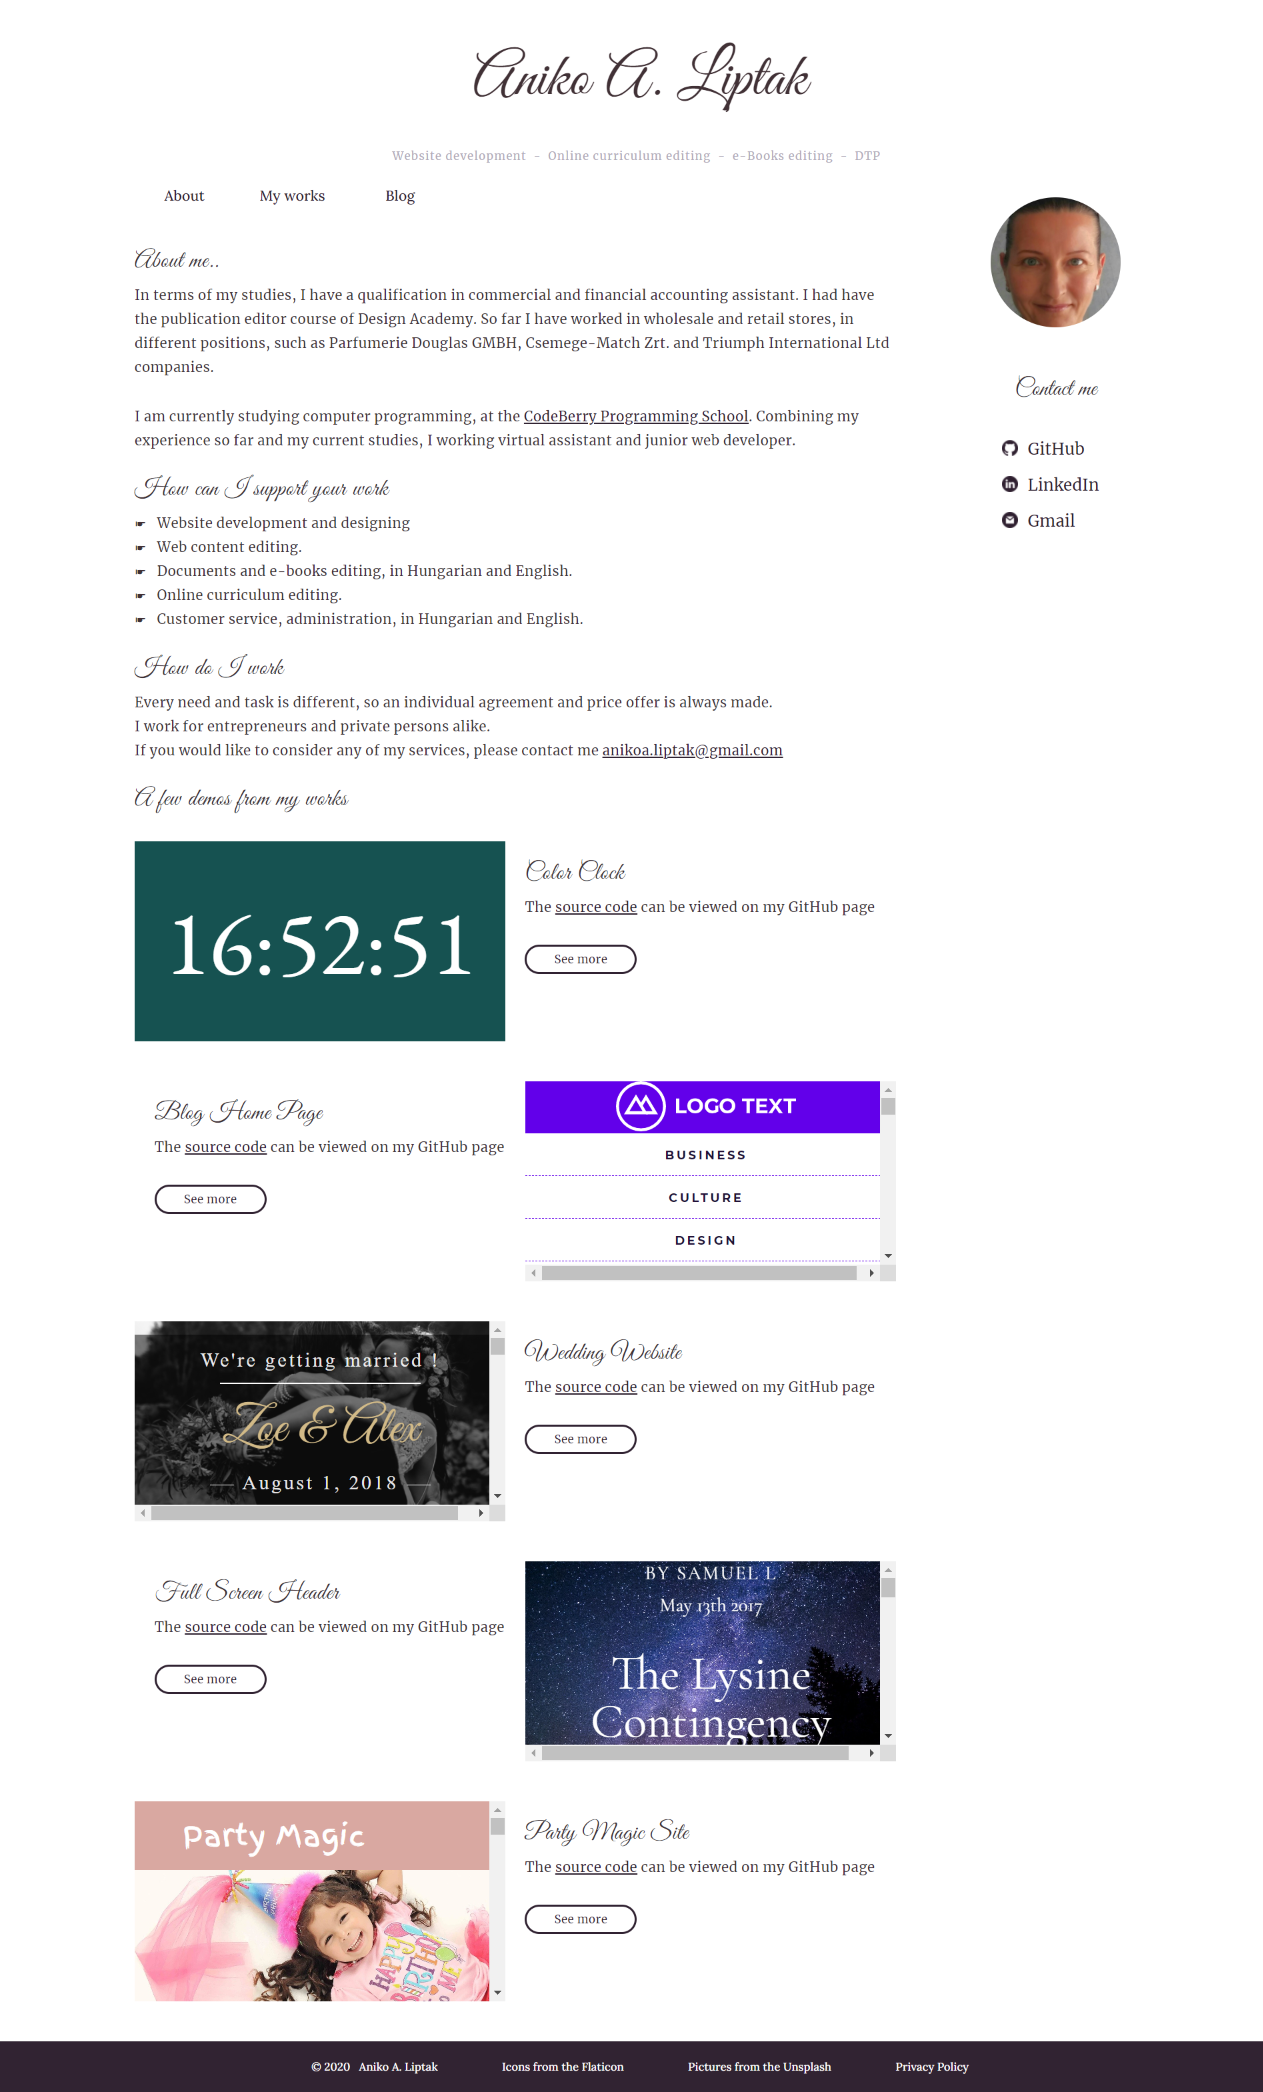 Aniko A. Liptak
Website development - Online curriculum editing - e-Books editing - DTP
About My works Blog
About me..
In terms of my studies, I have a qualification in commercial and financial accounting assistant. I had have
the publication editor course of Design Academy. So far I have worked in wholesale and retail stores, in
different positions, such as Parfumerie Douglas GMBH, Csemege-Match Zrt. and Triumph International Ltd
companies.
I am currently studying computer programming, at the CodeBerry Programming School. Combining my
experience so far and my current studies, I working virtual assistant and junior web developer.
Contact me
GitHub
LinkedIn
Gmail
How can I support your work
☛ Website development and designing
☛ Web content editing.
☛ Documents and e-books editing, in Hungarian and English.
☛ Online curriculum editing.
☛ Customer service, administration, in Hungarian and English.
How do I work
Every need and task is different, so an individual agreement and price offer is always made.
I work for entrepreneurs and private persons alike.
If you would like to consider any of my services, please contact me anikoa.liptak@gmail.com
A few demos from my works
16:52:51
Color Clock
The source code can be viewed on my GitHub page
See more
Blog Home Page
The source code can be viewed on my GitHub page
See more
LOGO TEXT
BUSINESS
CULTURE
DESIGN
We're getting married !
Zoe & Alex
August 1, 2018
Wedding Website
The source code can be viewed on my GitHub page
See more
Full Screen Header
The source code can be viewed on my GitHub page
See more
BY SAMUEL L
May 13th 2017
The Lysine
Contingency
Party Magic
HAPPY
BIRTHD
ME
Party Magic Site
The source code can be viewed on my GitHub page
See more
© 2020 Aniko A. Liptak Icons from the Flaticon Pictures from the Unsplash Privacy Policy